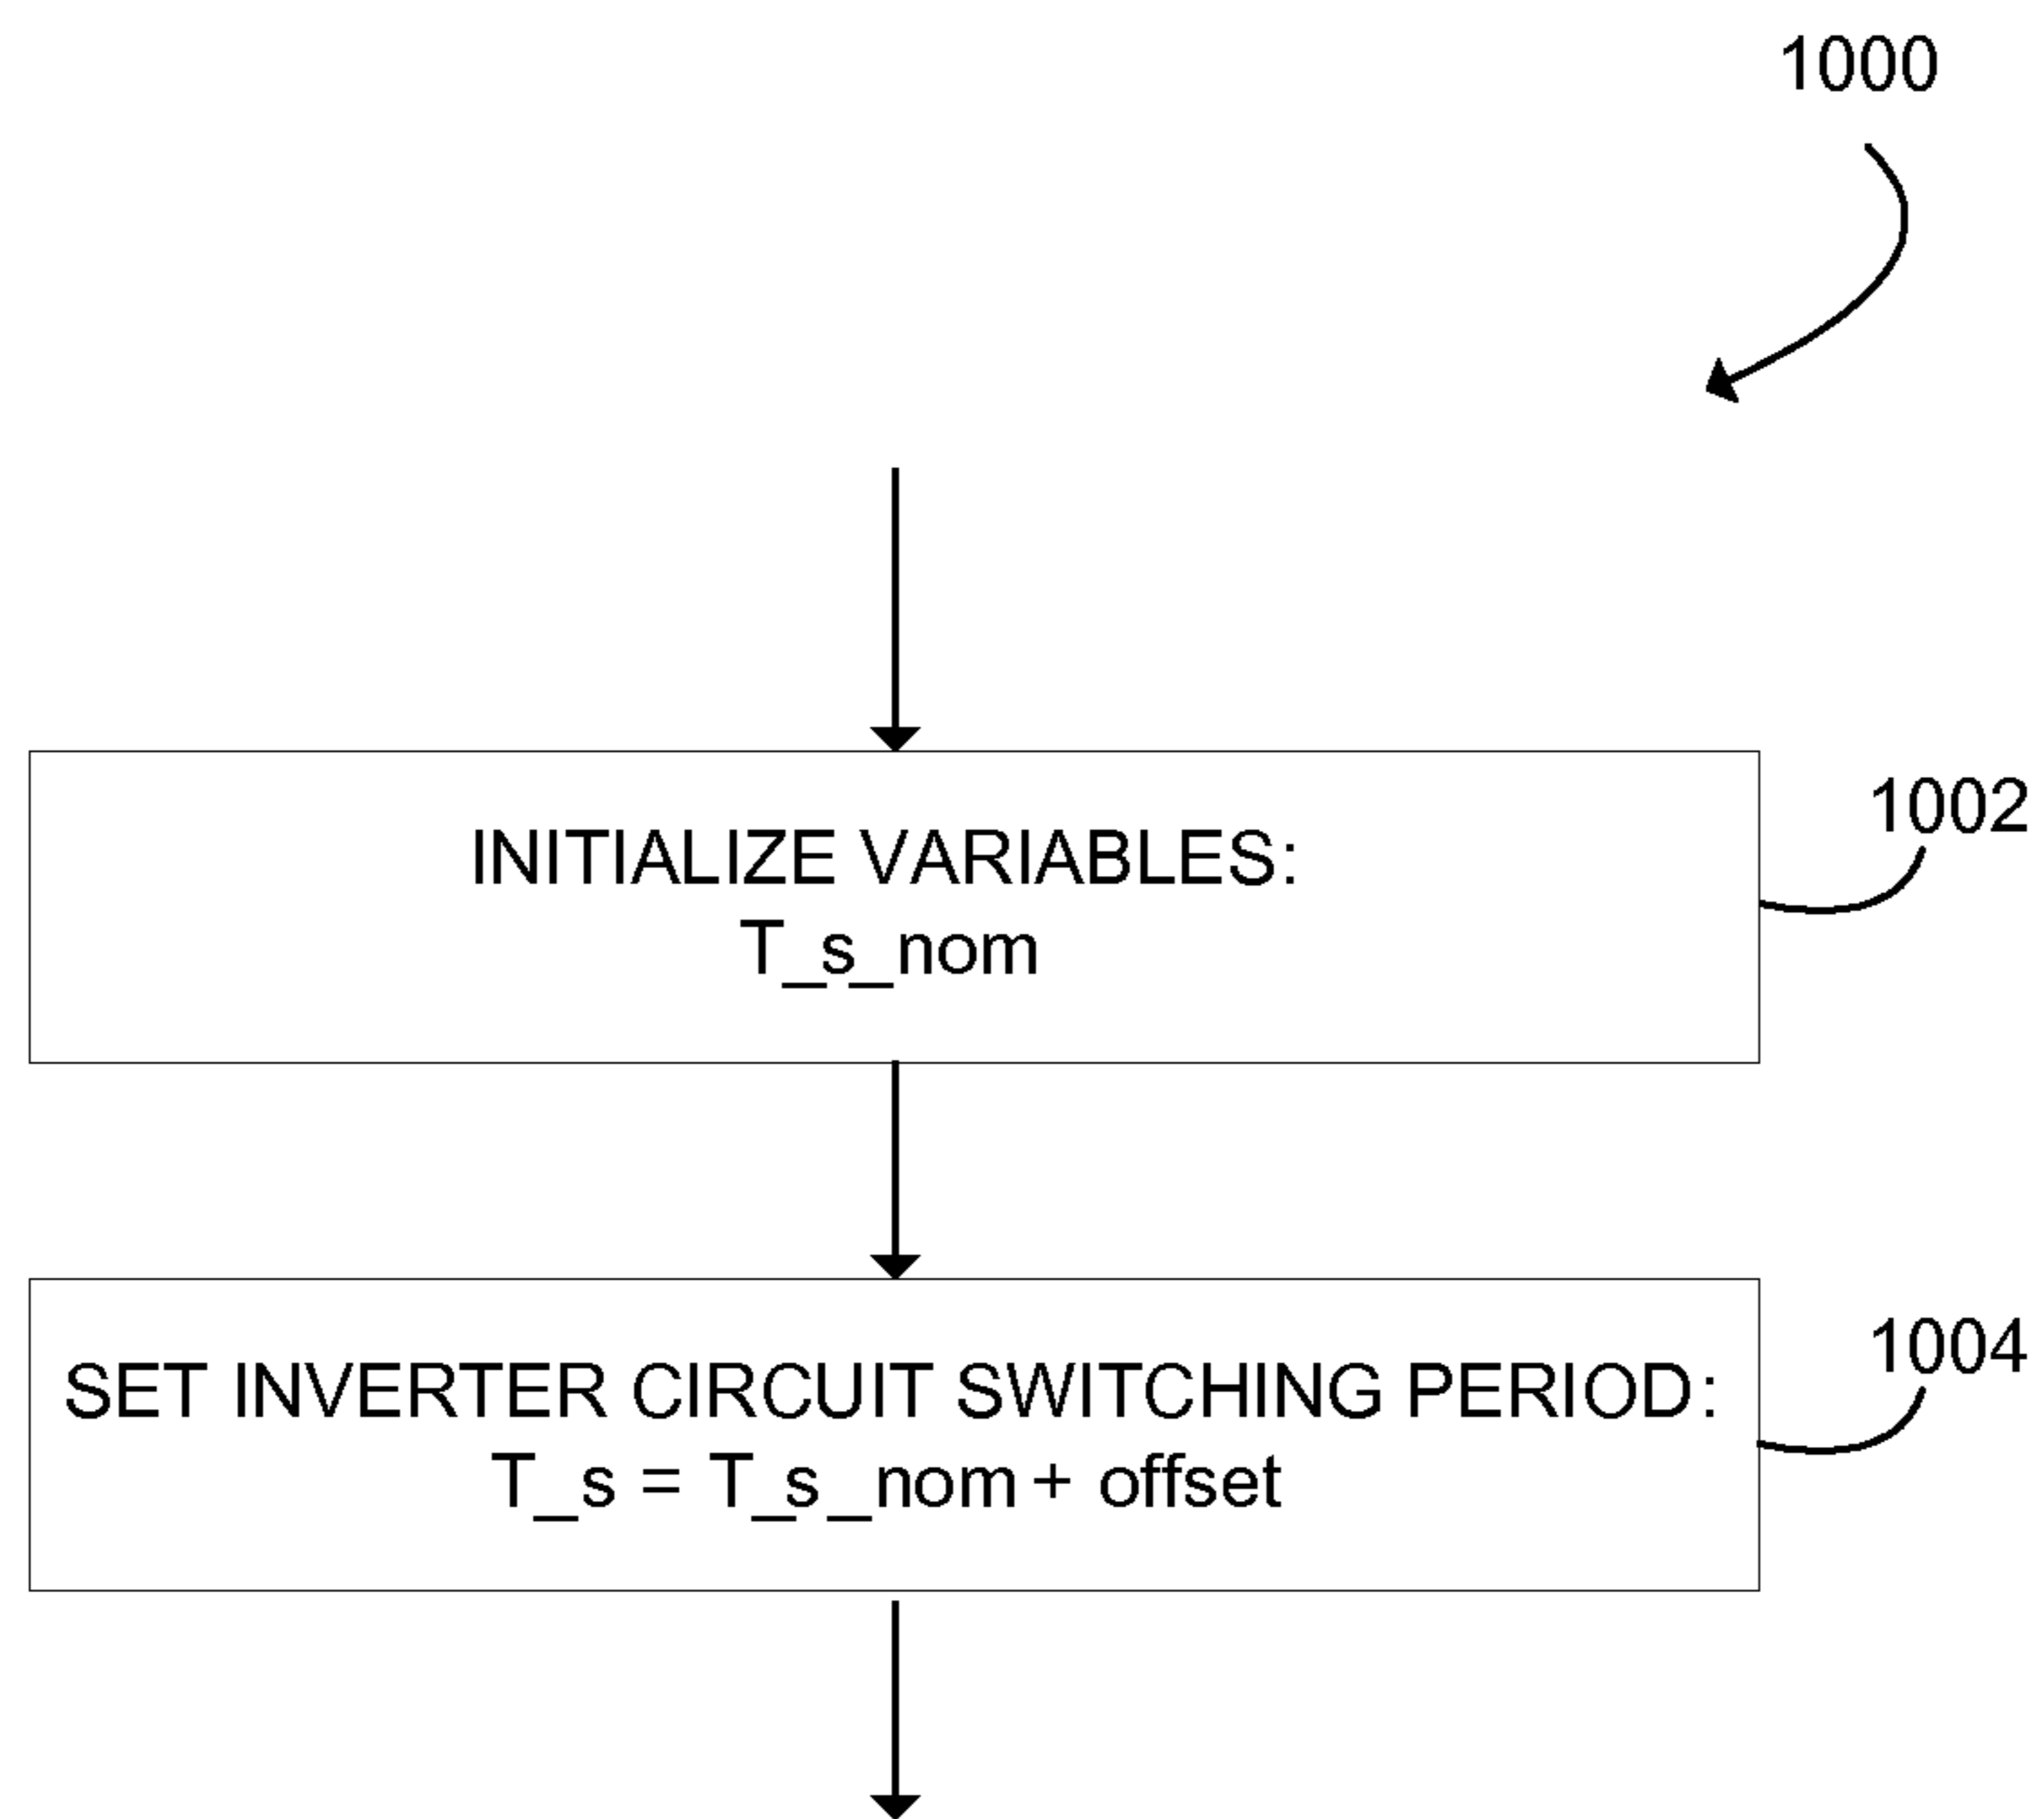 1000
INITIALIZE VARIABLES:
T_s_nom
1002
SET INVERTER CIRCUIT SWITCHING PERIOD:
T_s = T_s_nom + offset
1004